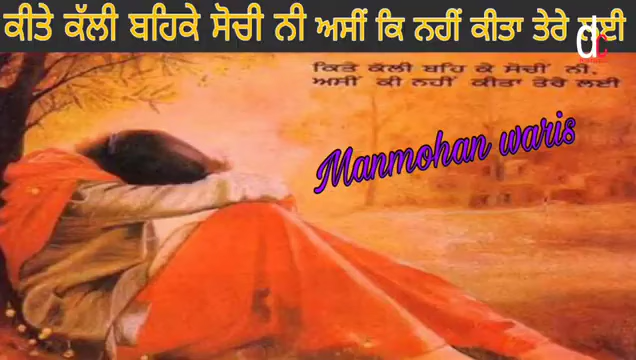 ਕੀਤੇ ਕੱਲੀ ਬਹਿਕੇ ਸੋਚੀ ਨੀ ਅਸੀਂ ਕਿ ਨਹੀਂ ਕੀਤਾ ਤੇਰੇ ਲਈ
ਕਿਤੇ ਕੱਲੀ ਬਹਿ ਕੇ ਸੋਚੀਂ ਨੀ,
ਅਸੀਂ ਕੀ ਨਹੀਂ ਕੀਤਾ ਤੇਰੇ ਲਈ
Manmohan waris